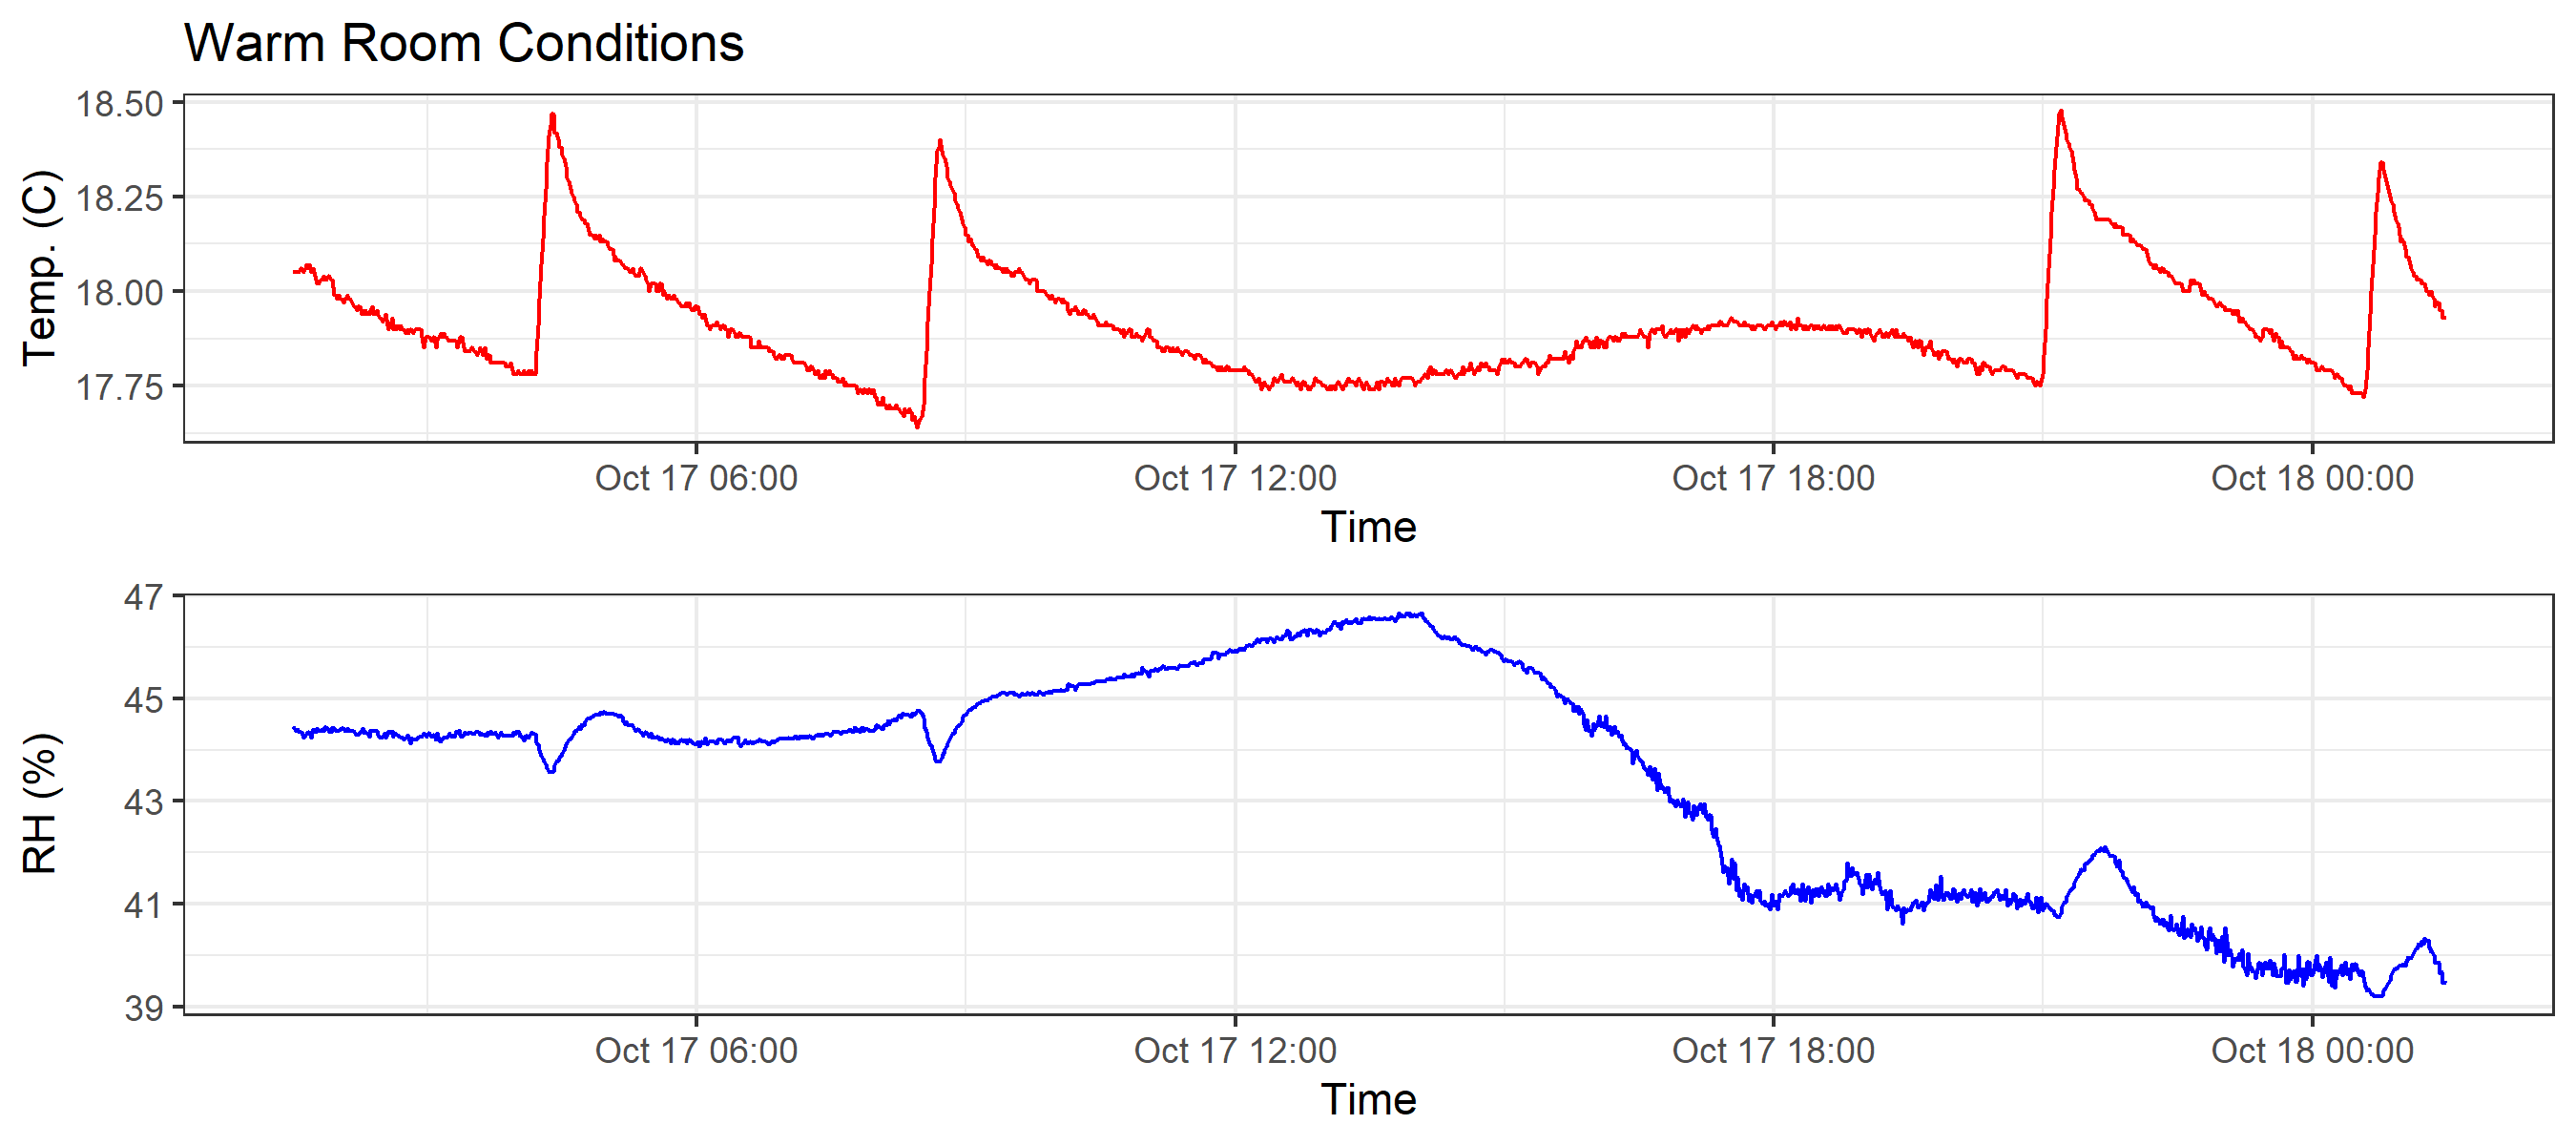 Warm Room Conditions
18.50
18.25
18.00
17.75
Temp. (C)
Oct 17 06:00 Oct 17 12:00 Oct 17 18:00 Oct 18 00:00
Time
47
45
43
41
39
RH (%)
Oct 17 06:00 Oct 17 12:00 Oct 17 18:00 Oct 18 00:00
Time